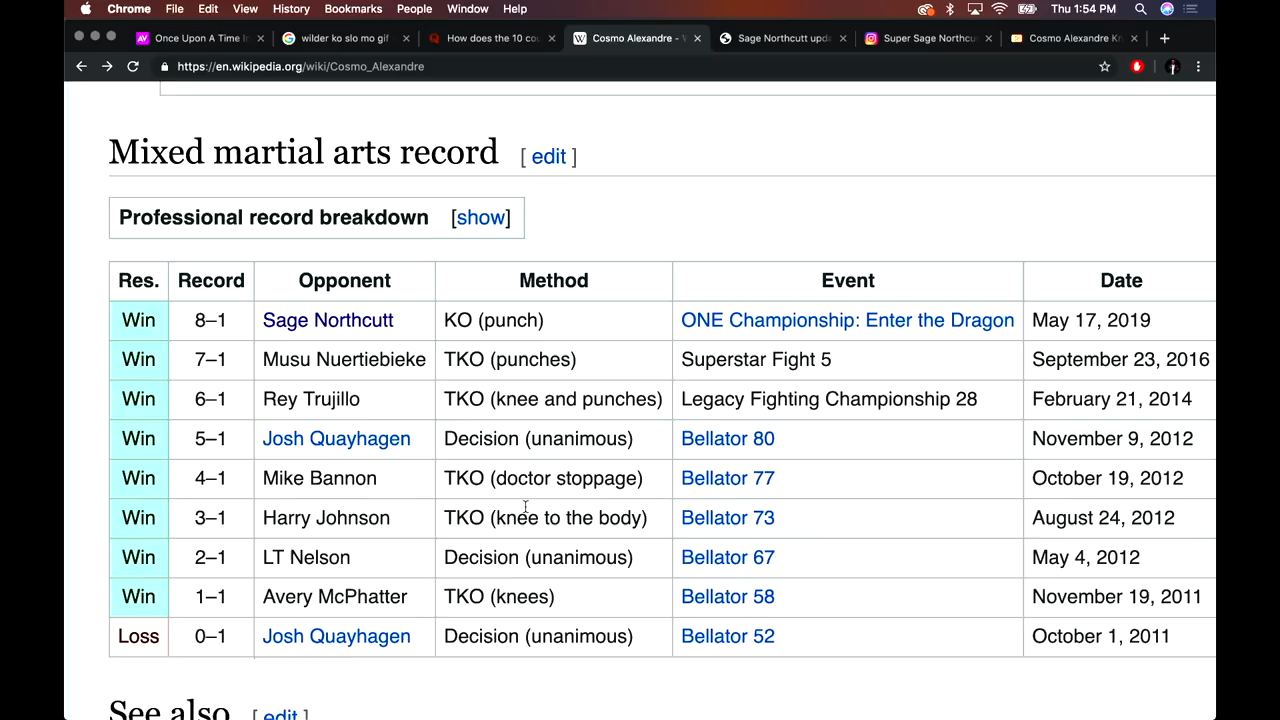 Chrome File Edit View History Bookmarks People Window Help Thu 1:54 PM
Once Upon A Time I wilder ko slo mo gif How does the 10 co Cosmo Alexandre - Sage Northcutt upd Super Sage Northcu Cosmo Alexandre K
https://en.wikipedia.org/wiki/Cosmo_Alexandre
Mixed martial arts record [ edit ]
Professional record breakdown [show]
Res. Record Opponent Method Event Date
Win 8–1 Sage Northcutt KO (punch) ONE Championship: Enter the Dragon May 17, 2019
Win 7–1 Musu Nuertiebieke TKO (punches) Superstar Fight 5 September 23, 2016
Win 6–1 Rey Trujillo TKO (knee and punches) Legacy Fighting Championship 28 February 21, 2014
Win 5–1 Josh Quayhagen Decision (unanimous) Bellator 80 November 9, 2012
Win 4–1 Mike Bannon TKO (doctor stoppage) Bellator 77 October 19, 2012
Win 3–1 Harry Johnson TKO (knee to the body) Bellator 73 August 24, 2012
Win 2–1 LT Nelson Decision (unanimous) Bellator 67 May 4, 2012
Win 1–1 Avery McPhatter TKO (knees) Bellator 58 November 19, 2011
Loss 0–1 Josh Quayhagen Decision (unanimous) Bellator 52 October 1, 2011
See also [ edit ]